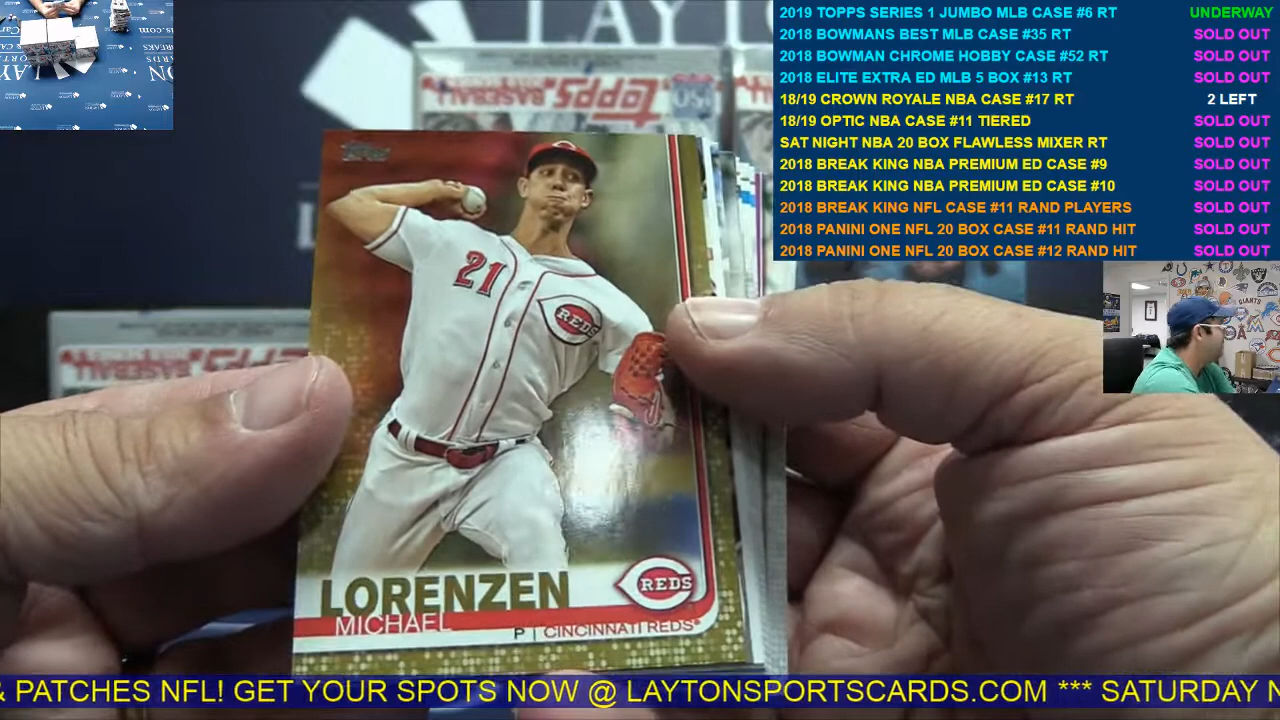 2019 TOPPS SERIES 1 JUMBO MLB CASE #6 RT UNDERWAY
2018 BOWMANS BEST MLB CASE #35 RT SOLD OUT
2018 BOWMAN CHROME HOBBY CASE #52 RT SOLD OUT
2018 ELITE EXTRA ED MLB 5 BOX #13 RT SOLD OUT
18/19 CROWN ROYALE NBA CASE #17 RT 2 LEFT
18/19 OPTIC NBA CASE #11 TIERED SOLD OUT
SAT NIGHT NBA 20 BOX FLAWLESS MIXER RT SOLD OUT
2018 BREAK KING NBA PREMIUM ED CASE #9 SOLD OUT
2018 BREAK KING NBA PREMIUM ED CASE #10 SOLD OUT
2018 BREAK KING NFL CASE #11 RAND PLAYERS SOLD OUT
2018 PANINI ONE NFL 20 BOX CASE #11 RAND HIT SOLD OUT
2018 PANINI ONE NFL 20 BOX CASE #12 RAND HIT SOLD OUT
LAYTON
Topps
BASEBALL
Topps
Topps
21
REDS
GIANTS
REDS
LORENZEN
MICHAEL
P | CINCINNATI REDS
& PATCHES NFL! GET YOUR SPOTS NOW @ LAYTONSPORTSCARDS.COM *** SATURDAY N